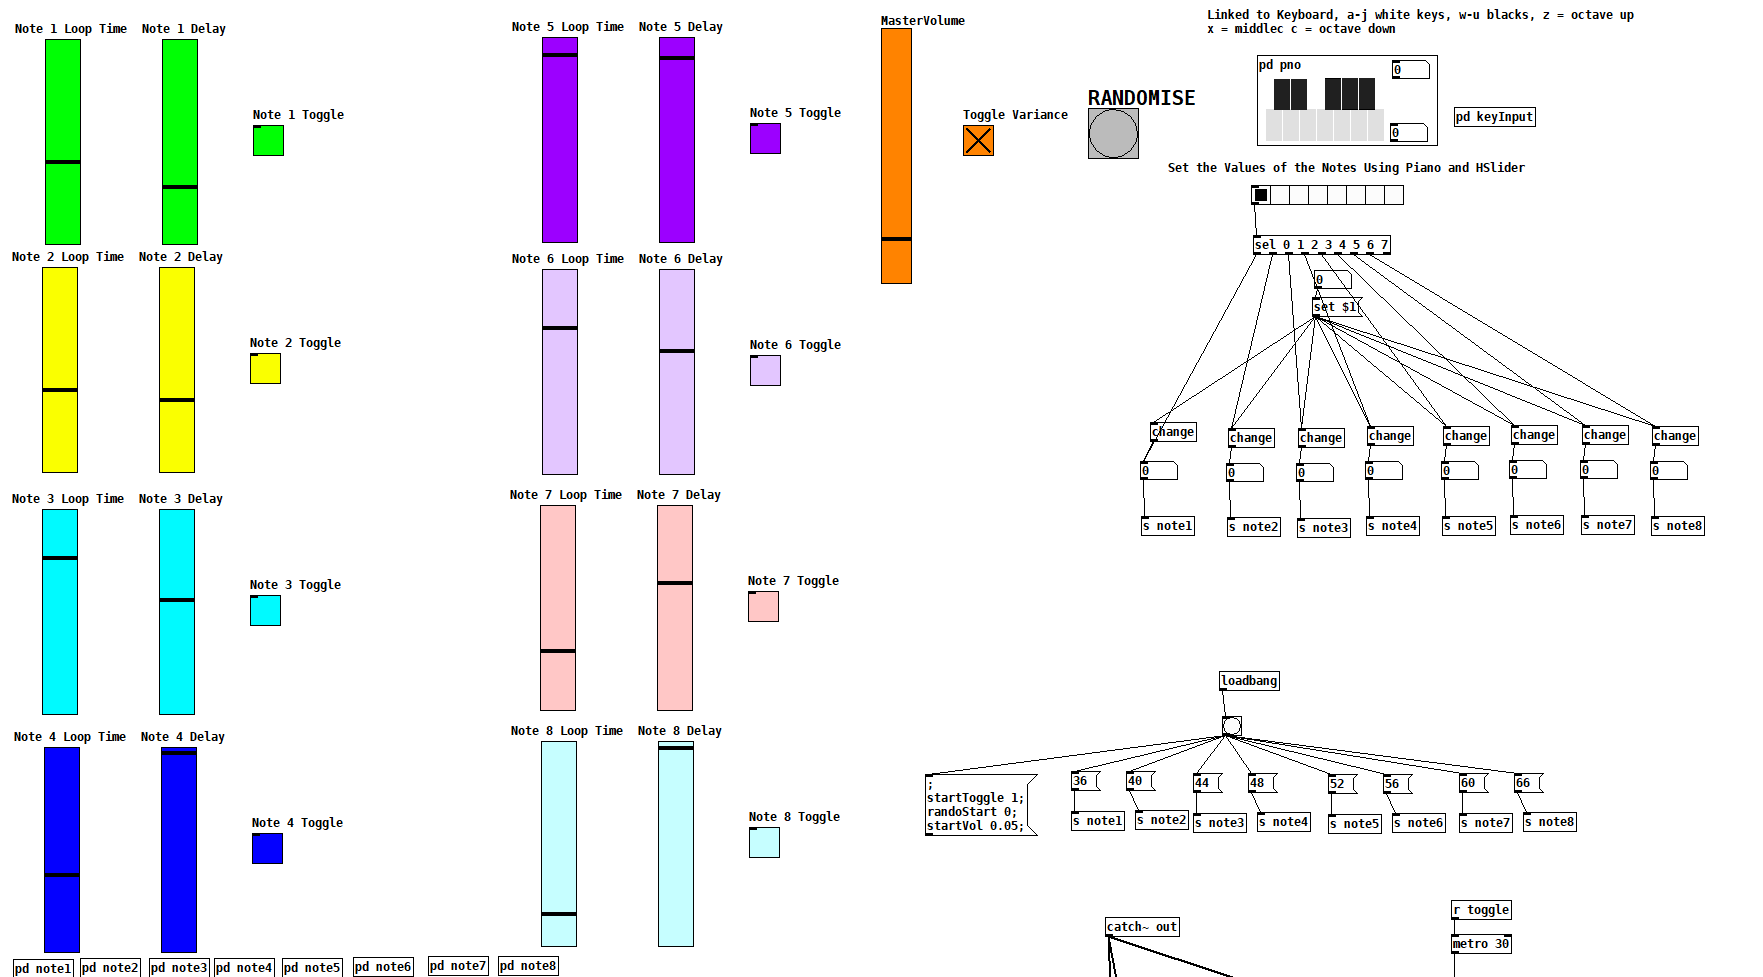 Note 1 Loop Time
Note 1 Delay
Note 1 Toggle
Note 2 Loop Time
Note 2 Delay
Note 2 Toggle
Note 3 Loop Time
Note 3 Delay
Note 3 Toggle
Note 4 Loop Time
Note 4 Delay
Note 4 Toggle
pd note1
pd note2
pd note3
pd note4
pd note5
pd note6
pd note7
pd note8
Note 5 Loop Time
Note 5 Delay
Note 5 Toggle
Note 6 Loop Time
Note 6 Delay
Note 6 Toggle
Note 7 Loop Time
Note 7 Delay
Note 7 Toggle
Note 8 Loop Time
Note 8 Delay
Note 8 Toggle
MasterVolume
Toggle Variance
RANDOMISE
Linked to Keyboard, a-j white keys, w-u blacks, z = octave up
x = middlec c = octave down
pd pno
0
0
pd keyInput
Set the Values of the Notes Using Piano and HSlider
sel 0 1 2 3 4 5 6 7
0
set $1
change
change
change
change
change
change
change
change
0
0
0
0
0
0
0
0
s note1
s note2
s note3
s note4
s note5
s note6
s note7
s note8
loadbang
;
startToggle 1;
randoStart 0;
startVol 0.05;
36
40
44
48
52
56
60
66
s note1
s note2
s note3
s note4
s note5
s note6
s note7
s note8
catch~ out
r toggle
metro 30